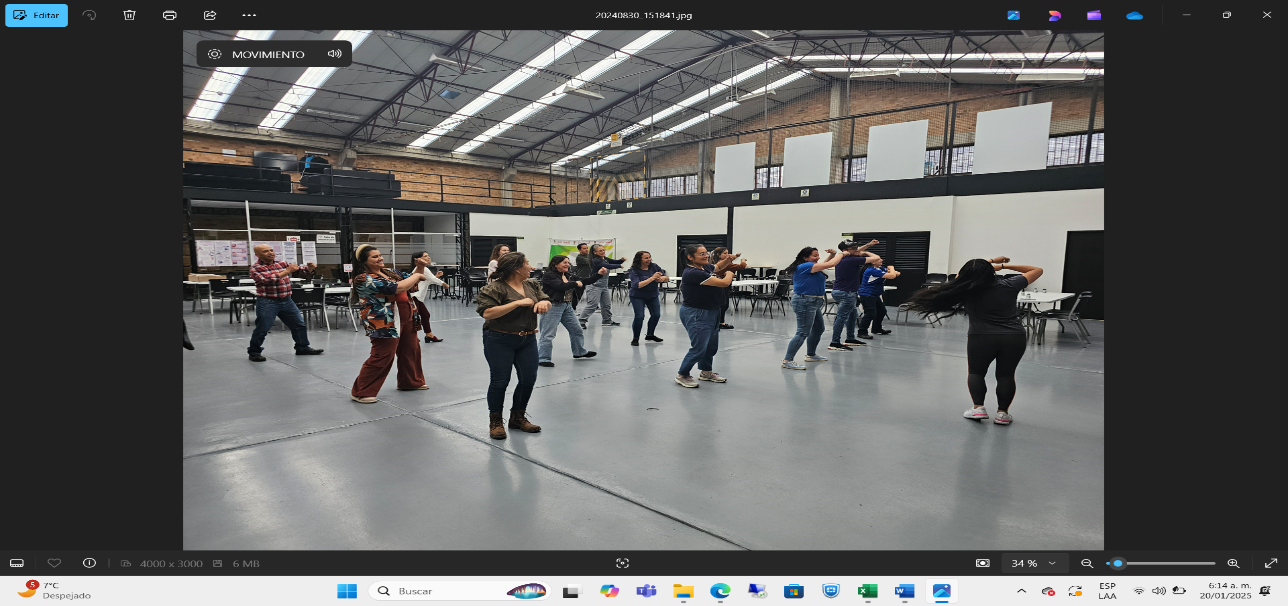 Editar
20240830_151841.jpg
MOVIMIENTO
4000 x 3000
6 MB
34 %
5
7°C
Despejado
Buscar
ESP
LAA
6:14 a. m.
20/01/2025